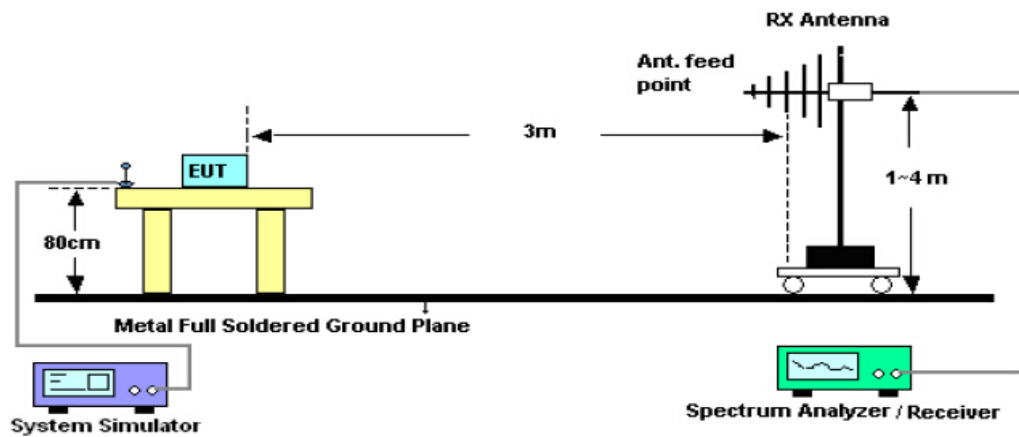 RX Antenna
Ant. feed
point
3m
EUT
1~4 m
80cm
Metal Full Soldered Ground Plane
System Simulator
Spectrum Analyzer / Receiver